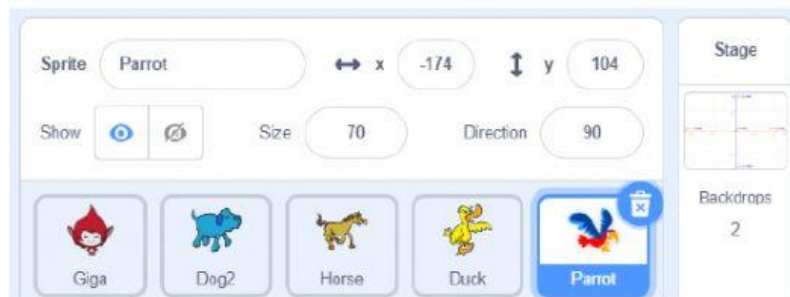 Sprite Parrot x -174 y 104 Stage
Show Size 70 Direction 90
Backdrops
2
Giga Dog2 Horse Duck Parrot